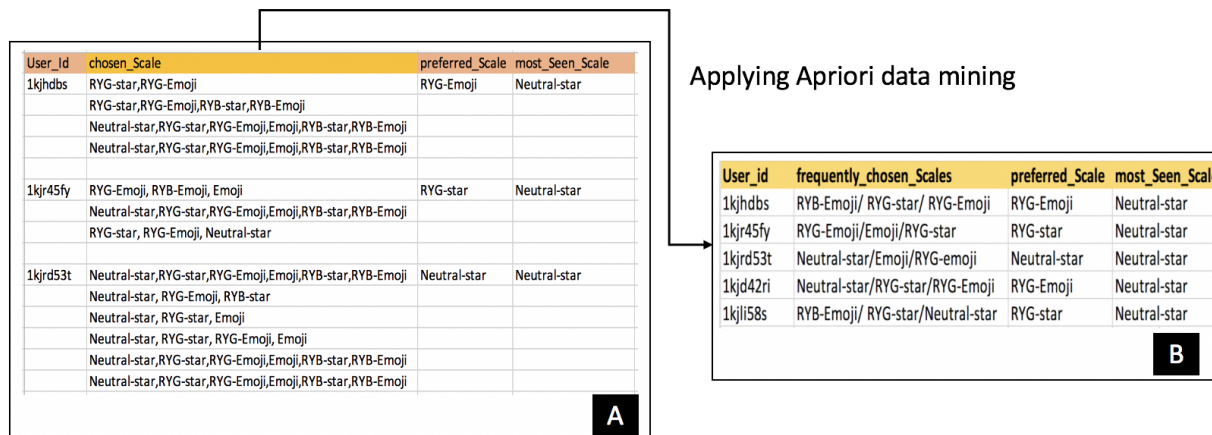 User_Id chosen_Scale preferred_Scale most_Seen_Scale
1kjhdbs RYG-star,RYG-Emoji RYG-Emoji Neutral-star
RYG-star,RYG-Emoji,RYB-star,RYB-Emoji
Neutral-star,RYG-star,RYG-Emoji,Emoji,RYB-star,RYB-Emoji
Neutral-star,RYG-star,RYG-Emoji,Emoji,RYB-star,RYB-Emoji
1kjr45fy RYG-Emoji, RYB-Emoji, Emoji RYG-star Neutral-star
Neutral-star,RYG-star,RYG-Emoji,Emoji,RYB-star,RYB-Emoji
RYG-star, RYG-Emoji, Neutral-star
1kjrd53t Neutral-star,RYG-star,RYG-Emoji,Emoji,RYB-star,RYB-Emoji Neutral-star Neutral-star
Neutral-star, RYG-Emoji, RYB-star
Neutral-star, RYG-star, Emoji
Neutral-star, RYG-star, RYG-Emoji, Emoji
Neutral-star,RYG-star,RYG-Emoji,Emoji,RYB-star,RYB-Emoji
Neutral-star,RYG-star,RYG-Emoji,Emoji,RYB-star,RYB-Emoji
A
Applying Apriori data mining
User_id frequently_chosen_Scales preferred_Scale most_Seen_Scal
1kjhdbs RYB-Emoji/ RYG-star/ RYG-Emoji RYG-Emoji Neutral-star
1kjr45fy RYG-Emoji/Emoji/RYG-star RYG-star Neutral-star
1kjrd53t Neutral-star/Emoji/RYG-emoji Neutral-star Neutral-star
1kjd42ri Neutral-star/RYG-star/RYG-Emoji RYG-Emoji Neutral-star
1kjli58s RYB-Emoji/ RYG-star/Neutral-star RYG-star Neutral-star
B